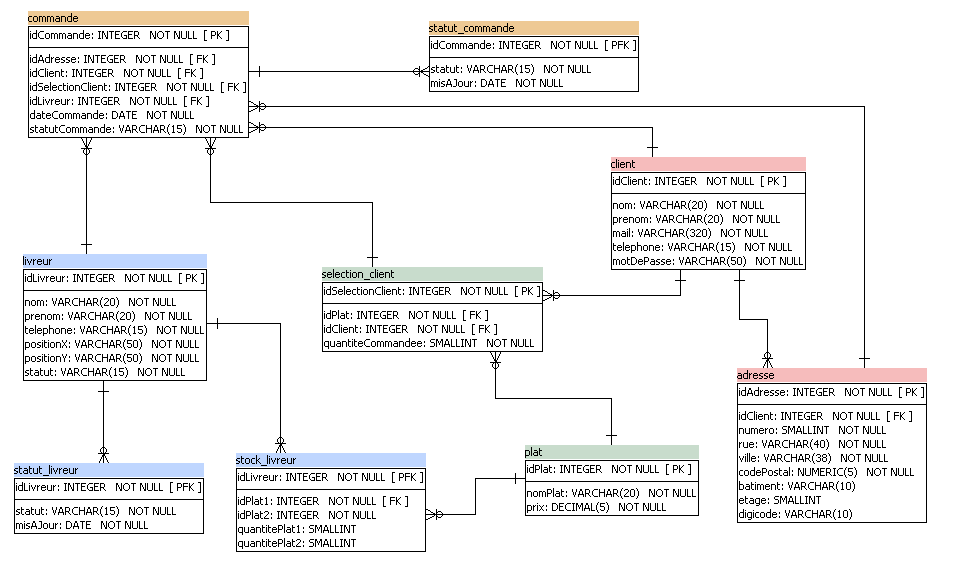 commande
idCommande: INTEGER NOT NULL [ PK ]
idAdresse: INTEGER NOT NULL [ FK ]
idClient: INTEGER NOT NULL [ FK ]
idSelectionClient: INTEGER NOT NULL [ FK ]
idLivreur: INTEGER NOT NULL [ FK ]
dateCommande: DATE NOT NULL
statutCommande: VARCHAR(15) NOT NULL
statut_commande
idCommande: INTEGER NOT NULL [ PFK ]
statut: VARCHAR(15) NOT NULL
misAJour: DATE NOT NULL
client
idClient: INTEGER NOT NULL [ PK ]
nom: VARCHAR(20) NOT NULL
prenom: VARCHAR(20) NOT NULL
mail: VARCHAR(320) NOT NULL
telephone: VARCHAR(15) NOT NULL
motDePasse: VARCHAR(50) NOT NULL
livreur
idLivreur: INTEGER NOT NULL [ PK ]
nom: VARCHAR(20) NOT NULL
prenom: VARCHAR(20) NOT NULL
telephone: VARCHAR(15) NOT NULL
positionX: VARCHAR(50) NOT NULL
positionY: VARCHAR(50) NOT NULL
statut: VARCHAR(15) NOT NULL
selection_client
idSelectionClient: INTEGER NOT NULL [ PK ]
idPlat: INTEGER NOT NULL [ FK ]
idClient: INTEGER NOT NULL [ FK ]
quantiteCommandee: SMALLINT NOT NULL
adresse
idAdresse: INTEGER NOT NULL [ PK ]
idClient: INTEGER NOT NULL [ FK ]
numero: SMALLINT NOT NULL
rue: VARCHAR(40) NOT NULL
ville: VARCHAR(38) NOT NULL
codePostal: NUMERIC(5) NOT NULL
batiment: VARCHAR(10)
etage: SMALLINT
digicode: VARCHAR(10)
statut_livreur
idLivreur: INTEGER NOT NULL [ PFK ]
statut: VARCHAR(15) NOT NULL
misAJour: DATE NOT NULL
stock_livreur
idLivreur: INTEGER NOT NULL [ PFK ]
idPlat1: INTEGER NOT NULL [ FK ]
idPlat2: INTEGER NOT NULL
quantitePlat1: SMALLINT
quantitePlat2: SMALLINT
plat
idPlat: INTEGER NOT NULL [ PK ]
nomPlat: VARCHAR(20) NOT NULL
prix: DECIMAL(5) NOT NULL